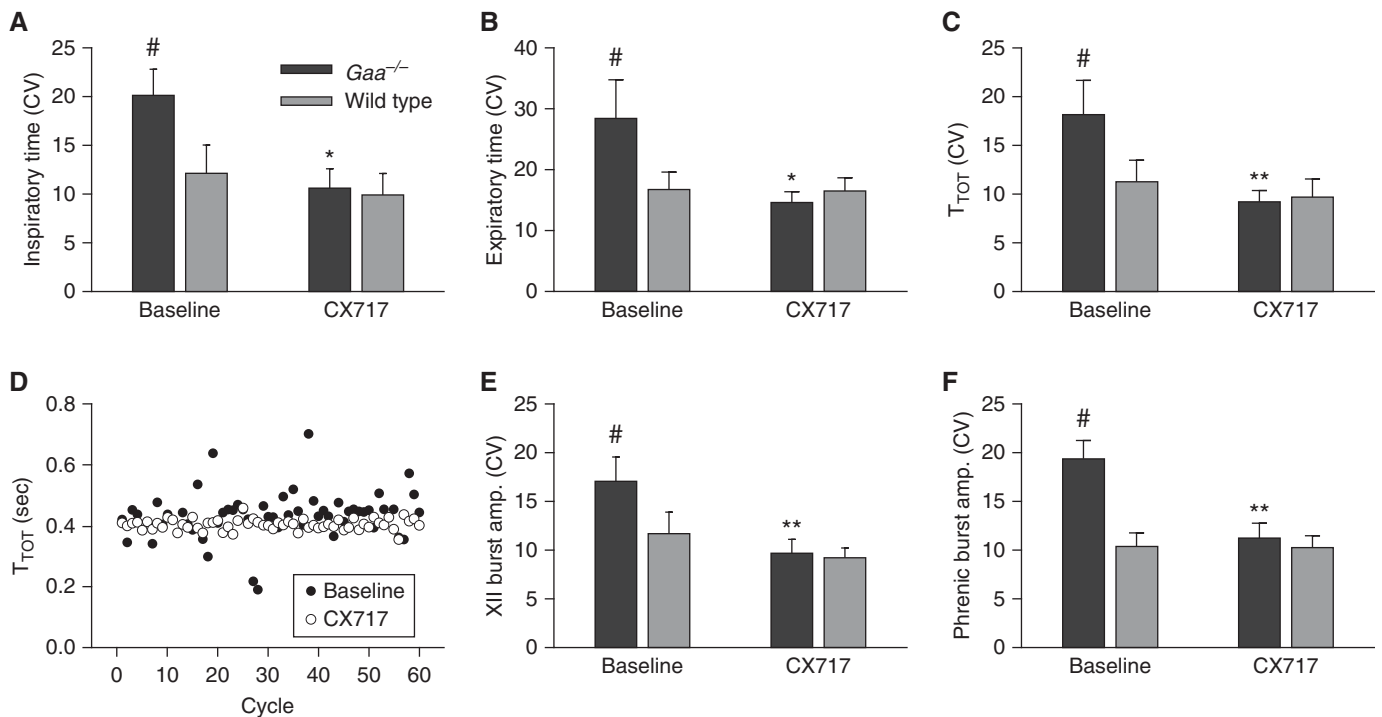 A
Inspiratory time (CV)
25
20
15
10
5
0
#
*
Gaa–/–
Wild type
Baseline
CX717
B
Expiratory time (CV)
40
30
20
10
0
#
*
Baseline
CX717
C
TTOT (CV)
25
20
15
10
5
0
#
**
Baseline
CX717
D
TTOT (sec)
0.8
0.6
0.4
0.2
0.0
Baseline
CX717
0
10
20
30
40
50
60
Cycle
E
XII burst amp. (CV)
25
20
15
10
5
0
#
**
Baseline
CX717
F
Phrenic burst amp. (CV)
25
20
15
10
5
0
#
**
Baseline
CX717